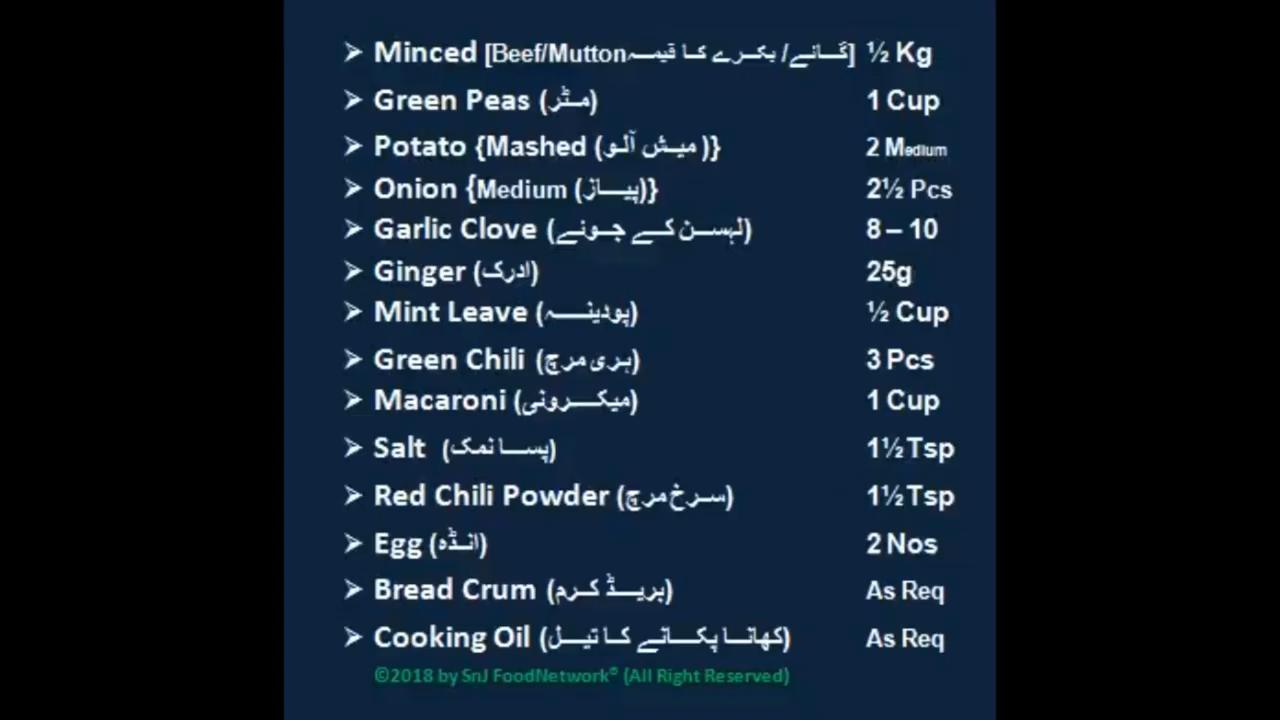 ➢ Minced [Beef/Mutton گانے/ بکرے کا قیمہ] ½ Kg
➢ Green Peas (مٹر) 1 Cup
➢ Potato {Mashed (میش آلو )} 2 Medium
➢ Onion {Medium (پیاز)} 2½ Pcs
➢ Garlic Clove (لہسن کے جونے) 8 – 10
➢ Ginger (ادرک) 25g
➢ Mint Leave (پودینہ) ½ Cup
➢ Green Chili (ہری مرچ) 3 Pcs
➢ Macaroni (میکرونی) 1 Cup
➢ Salt (پسا نمک) 1½ Tsp
➢ Red Chili Powder (سرخ مرچ) 1½ Tsp
➢ Egg (انڈہ) 2 Nos
➢ Bread Crum (بریڈ کرم) As Req
➢ Cooking Oil (کھانا پکانے کا تیل) As Req
©2018 by SnJ FoodNetwork® (All Right Reserved)